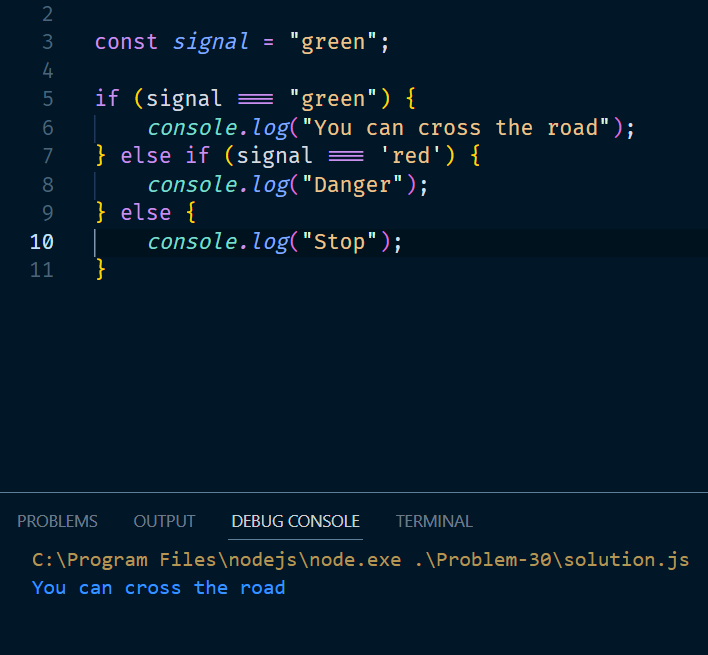 2
3 const signal = "green";
4
5 if (signal === "green") {
6 console.log("You can cross the road");
7 } else if (signal === 'red') {
8 console.log("Danger");
9 } else {
10 console.log("Stop");
11 }
PROBLEMS OUTPUT DEBUG CONSOLE TERMINAL
C:\Program Files\nodejs\node.exe .\Problem-30\solution.js
You can cross the road